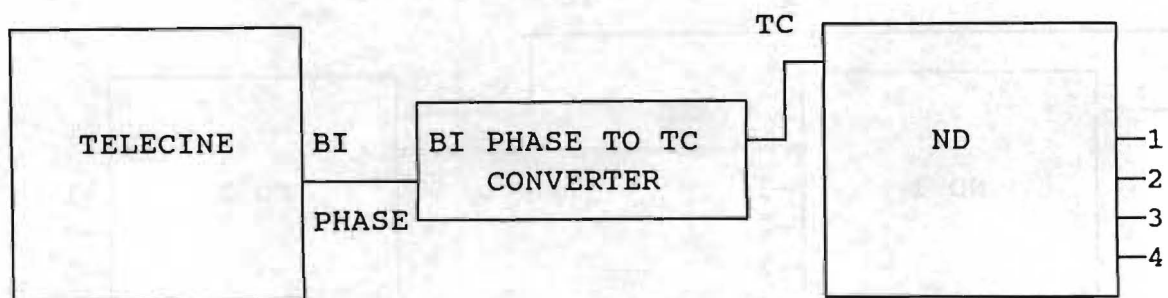 TC
TELECINE
BI
PHASE
BI PHASE TO TC
CONVERTER
ND
1
2
3
4